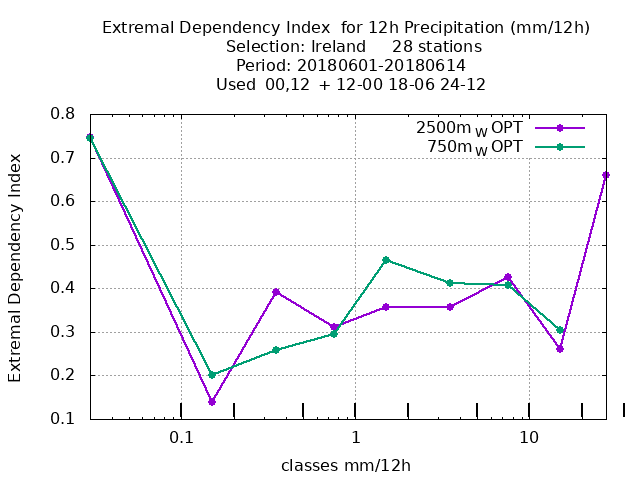 Extremal Dependency Index  for 12h Precipitation (mm/12h)
Selection: Ireland     28 stations
Period: 20180601-20180614
Used  00,12  + 12-00 18-06 24-12
0.8
0.7
0.6
0.5
0.4
0.3
0.2
0.1
Extremal Dependency Index
2500m W OPT
750m W OPT
0.1
1
10
classes mm/12h